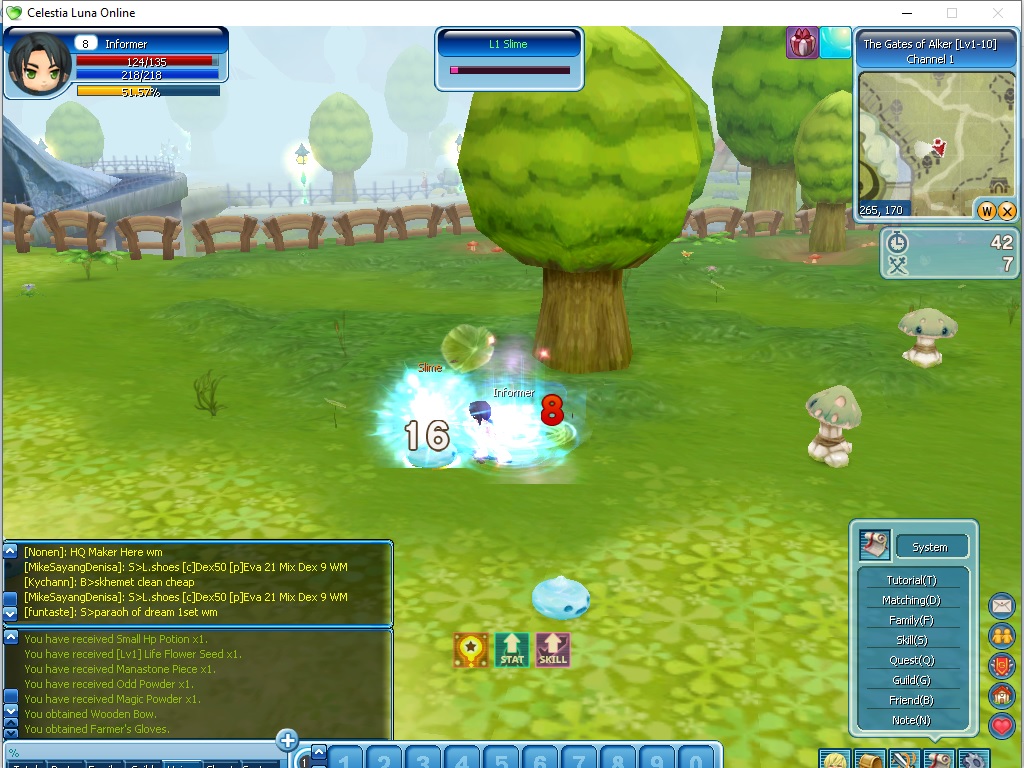 Celestia Luna Online
8 Informer
124/135
218/218
51.57%
L1 Slime
The Gates of Alker [Lv1-10]
Channel 1
265, 170
W X
42
7
Slime
Informer
16
8
[Nonen]: HQ Maker Here wm
[MikeSayangDenisa]: S>L.shoes [c]Dex50 [p]Eva 21 Mix Dex 9 WM
[Kychann]: B>skhemet clean cheap
[MikeSayangDenisa]: S>L.shoes [c]Dex50 [p]Eva 21 Mix Dex 9 WM
[funtaste]: S>paraoh of dream 1set wm
You have received Small Hp Potion x1.
You have received [Lv1] Life Flower Seed x1.
You have received Manastone Piece x1.
You have received Odd Powder x1.
You have received Magic Powder x1.
You obtained Wooden Bow.
You obtained Farmer's Gloves.
STAT SKILL
System
Tutorial(T)
Matching(D)
Family(F)
Skill(S)
Quest(Q)
Guild(G)
Friend(B)
Note(N)
%
1 1 2 3 4 5 6 7 8 9 0